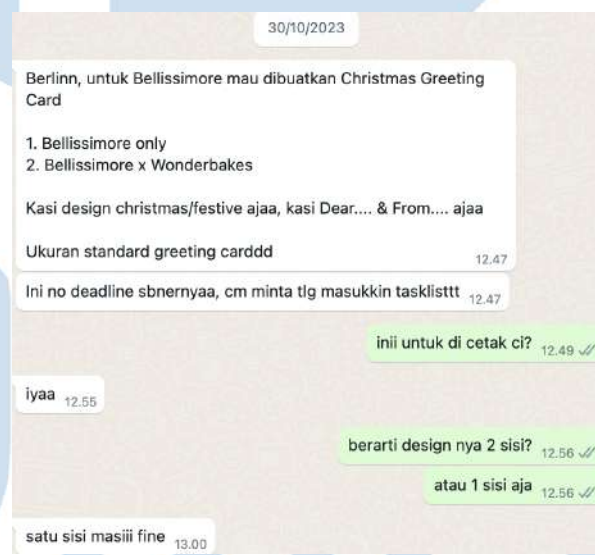 30/10/2023
Berlinn, untuk Bellissimore mau dibuatkan Christmas Greeting
Card
1. Bellissimore only
2. Bellissimore x Wonderbakes
Kasi design christmas/festive ajaa, kasi Dear.... & From.... ajaa
Ukuran standard greeting carddd
12.47
Ini no deadline sbnernyaa, cm minta tlg masukkin tasklisttt 12.47
inii untuk di cetak ci? 12.49
iyaa 12.55
berarti design nya 2 sisi? 12.56
atau 1 sisi aja 12.56
satu sisi masiii fine 13.00